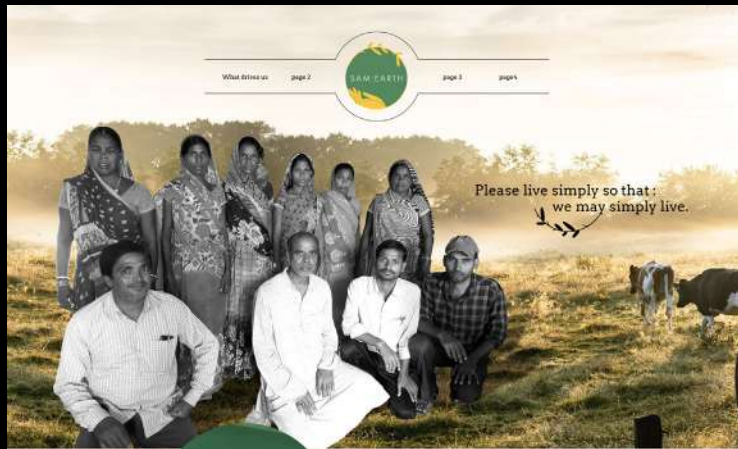 What drives us
page 2
SAM·EARTH
page 3
page 4
Please live simply so that :
we may simply live.